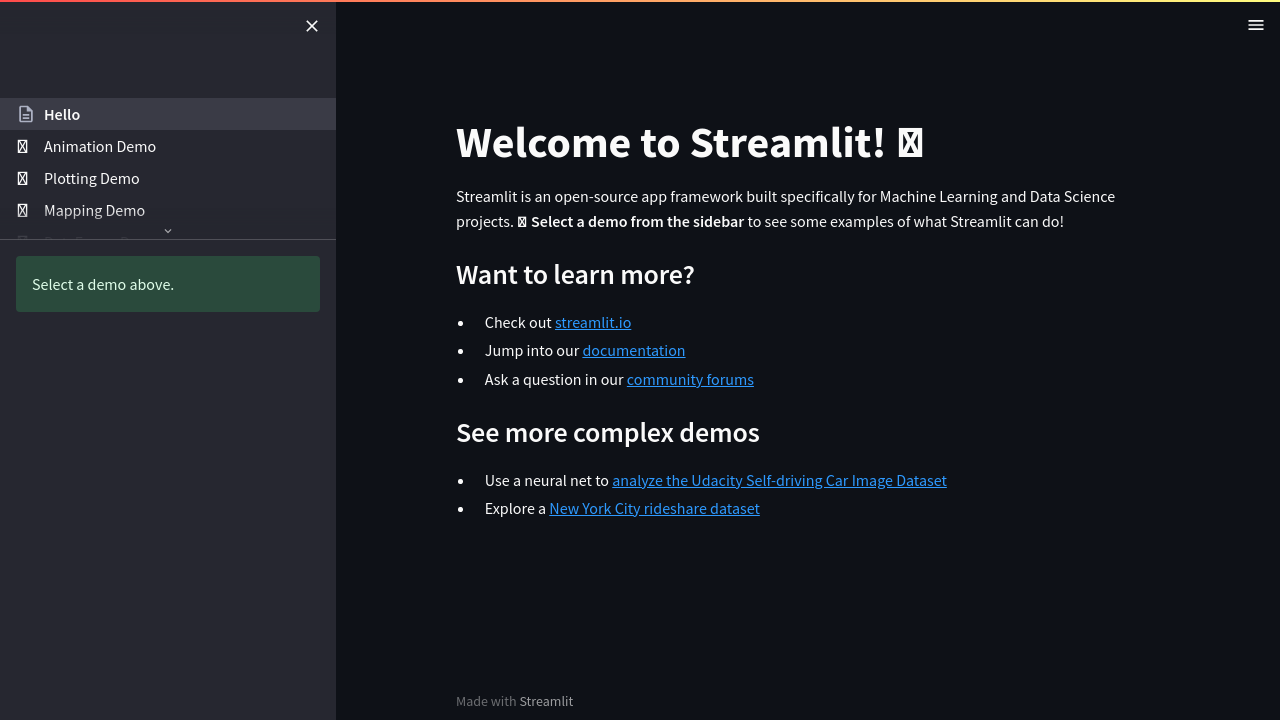 Hello
Animation Demo
Plotting Demo
Mapping Demo
Select a demo above.
Welcome to Streamlit!
Streamlit is an open-source app framework built specifically for Machine Learning and Data Science
projects. Select a demo from the sidebar to see some examples of what Streamlit can do!
Want to learn more?
Check out streamlit.io
Jump into our documentation
Ask a question in our community forums
See more complex demos
Use a neural net to analyze the Udacity Self-driving Car Image Dataset
Explore a New York City rideshare dataset
Made with Streamlit